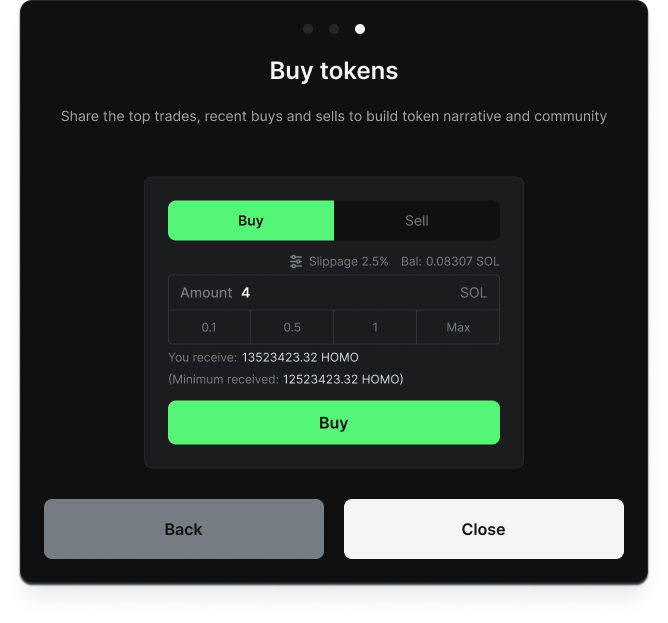 Buy tokens
Share the top trades, recent buys and sells to build token narrative and community
Buy Sell
Slippage 2.5% Bal: 0.08307 SOL
Amount 4 SOL
0.1 0.5 1 Max
You receive: 13523423.32 HOMO
(Minimum received: 12523423.32 HOMO)
Buy
Back Close